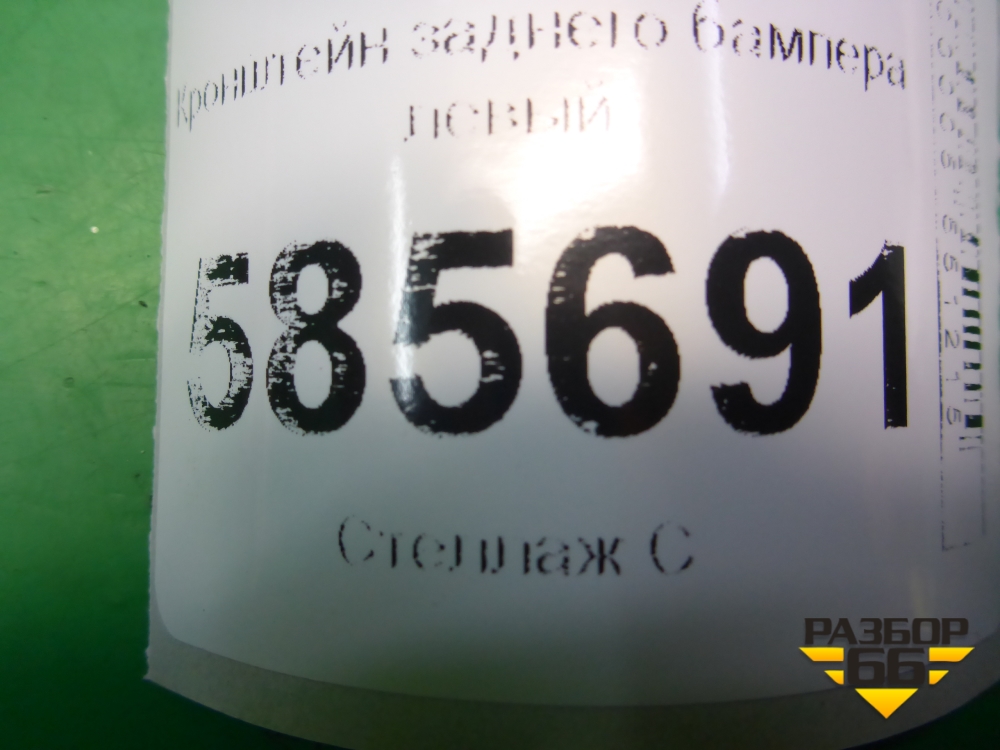 Кронштейн заднего бампера
левый
585691
Стеллаж С
РАЗБОР
66